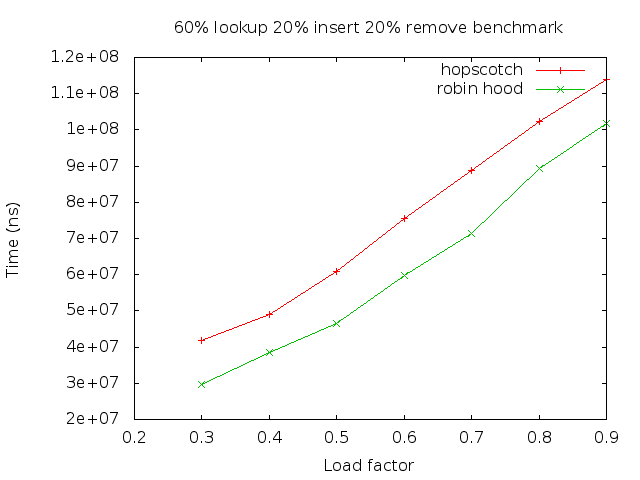 60% lookup 20% insert 20% remove benchmark
1.2e+08
1.1e+08
1e+08
9e+07
8e+07
7e+07
6e+07
5e+07
4e+07
3e+07
2e+07
Time (ns)
hopscotch
robin hood
0.2 0.3 0.4 0.5 0.6 0.7 0.8 0.9
Load factor